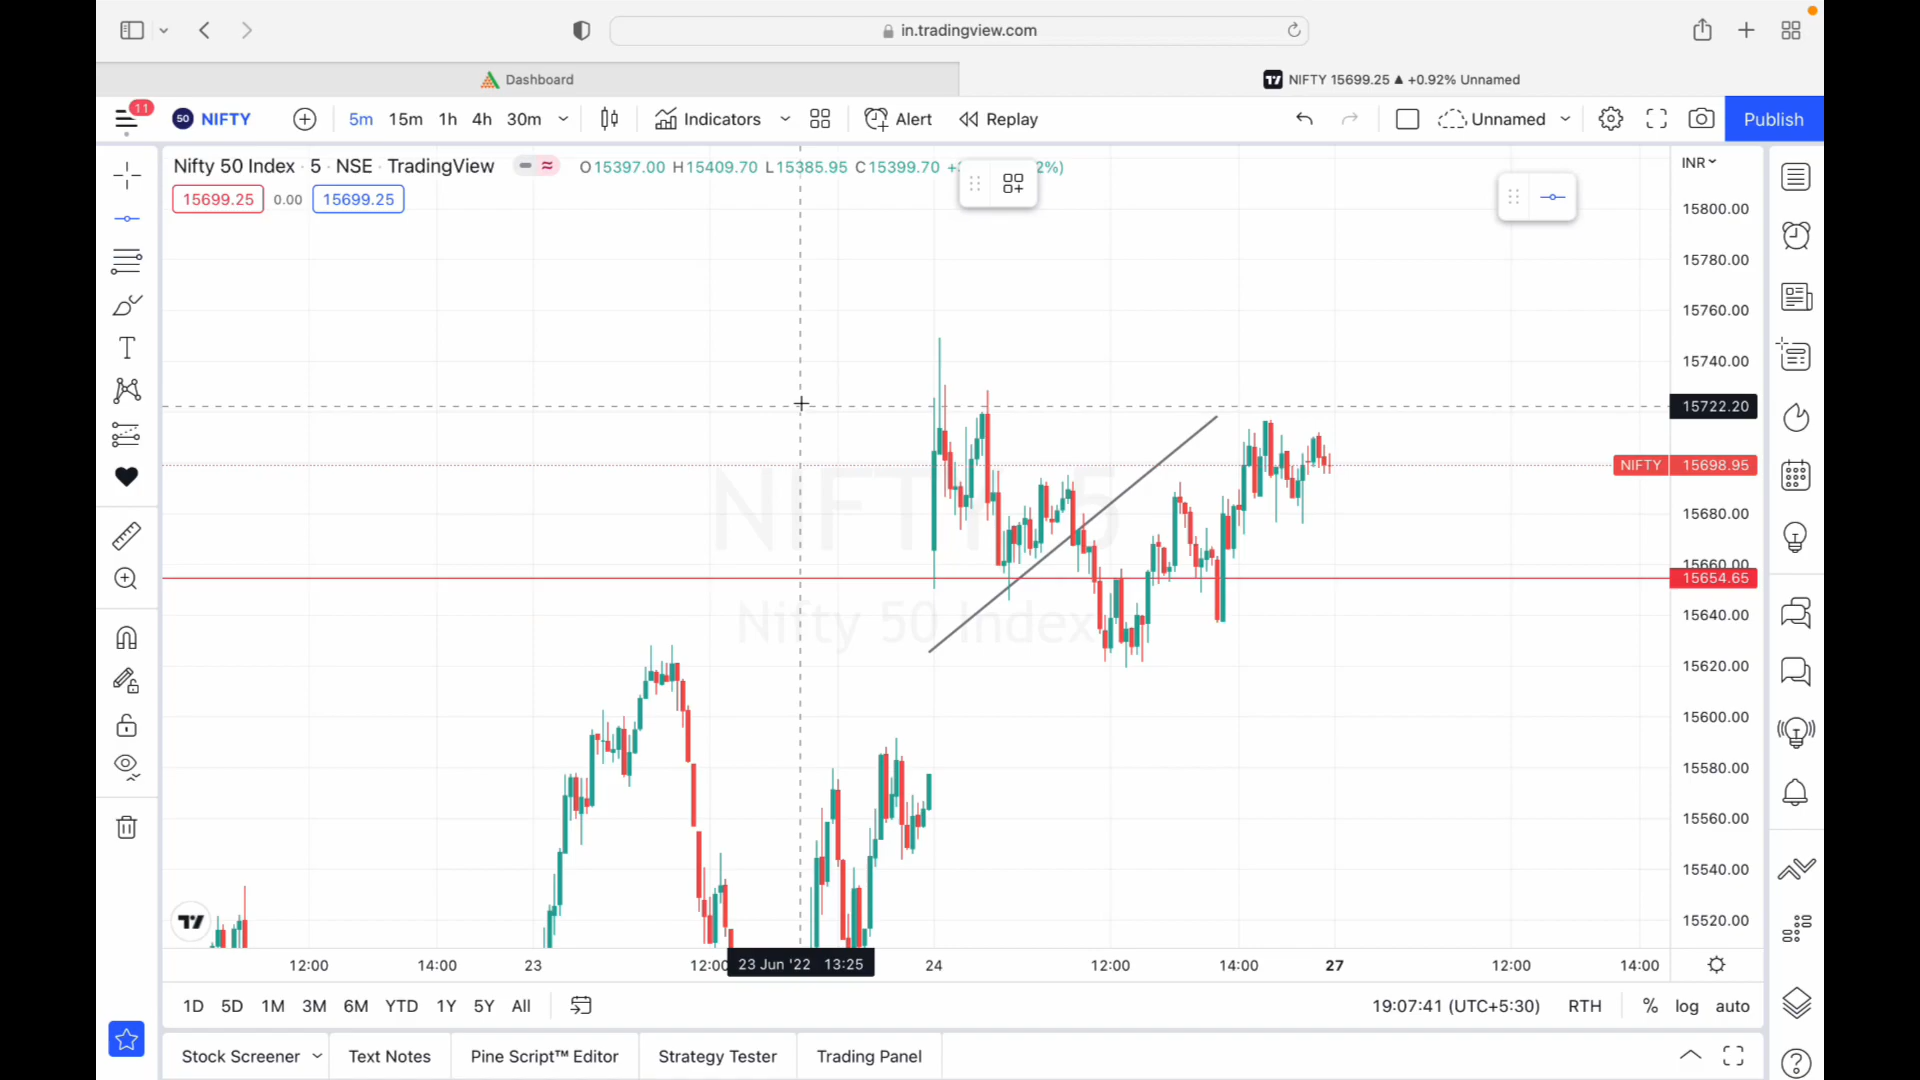 in.tradingview.com
Dashboard
NIFTY 15699.25 ▲ +0.92% Unnamed
11
50 NIFTY 5m 15m 1h 4h 30m Indicators Alert Replay Unnamed Publish
Nifty 50 Index · 5 · NSE · TradingView O15397.00 H15409.70 L15385.95 C15399.70
15699.25 0.00 15699.25
INR
15800.00
15780.00
15760.00
15740.00
15722.20
NIFTY 15698.95
15680.00
15660.00
15654.65
15640.00
15620.00
15600.00
15580.00
15560.00
15540.00
15520.00
NIFTY 5
Nifty 50 Index
12:00 14:00 23 12:00 23 Jun '22 13:25 24 12:00 14:00 27 12:00 14:00
1D 5D 1M 3M 6M YTD 1Y 5Y All 19:07:41 (UTC+5:30) RTH % log auto
Stock Screener Text Notes Pine Script™ Editor Strategy Tester Trading Panel